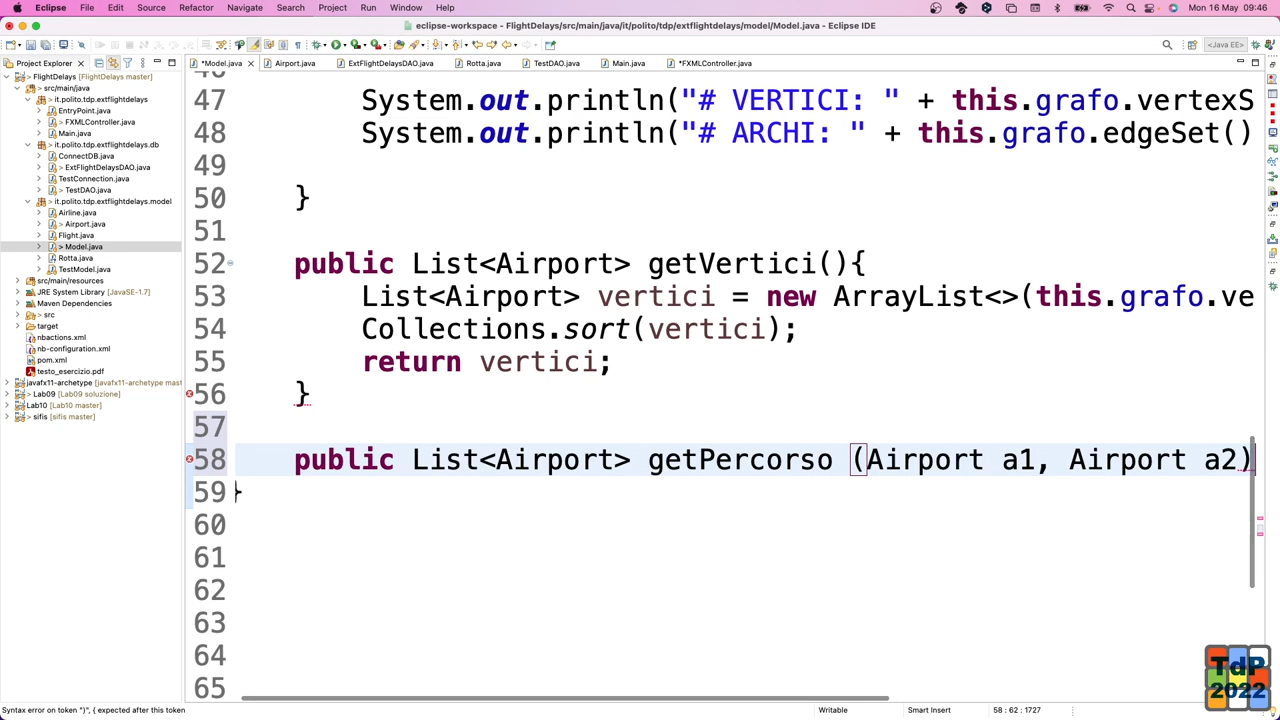 Eclipse File Edit Source Refactor Navigate Search Project Run Window Help Mon 16 May 09:46
eclipse-workspace - FlightDelays/src/main/java/it/polito/tdp/extflightdelays/model/Model.java - Eclipse IDE
<Java EE>
Project Explorer
*Model.java Airport.java ExtFlightDelaysDAO.java Rotta.java TestDAO.java Main.java *FXMLController.java
FlightDelays [FlightDelays master]
src/main/java
it.polito.tdp.extflightdelays
EntryPoint.java
> FXMLController.java
Main.java
it.polito.tdp.extflightdelays.db
ConnectDB.java
> ExtFlightDelaysDAO.java
TestConnection.java
> TestDAO.java
it.polito.tdp.extflightdelays.model
Airline.java
> Airport.java
Flight.java
> Model.java
Rotta.java
TestModel.java
src/main/resources
JRE System Library [JavaSE-1.7]
Maven Dependencies
> src
target
nbactions.xml
nb-configuration.xml
pom.xml
testo_esercizio.pdf
javafx11-archetype [javafx11-archetype mast
> Lab09 [Lab09 soluzione]
Lab10 [Lab10 master]
> sifis [sifis master]
47 System.out.println("# VERTICI: " + this.grafo.vertexS
48 System.out.println("# ARCHI: " + this.grafo.edgeSet()
49
50 }
51
52 public List<Airport> getVertici(){
53 List<Airport> vertici = new ArrayList<>(this.grafo.ve
54 Collections.sort(vertici);
55 return vertici;
56 }
57
58 public List<Airport> getPercorso (Airport a1, Airport a2)
59 }
60
61
62
63
64
65
TdP
2022
Syntax error on token ")", { expected after this token Writable Smart Insert 58 : 62 : 1727